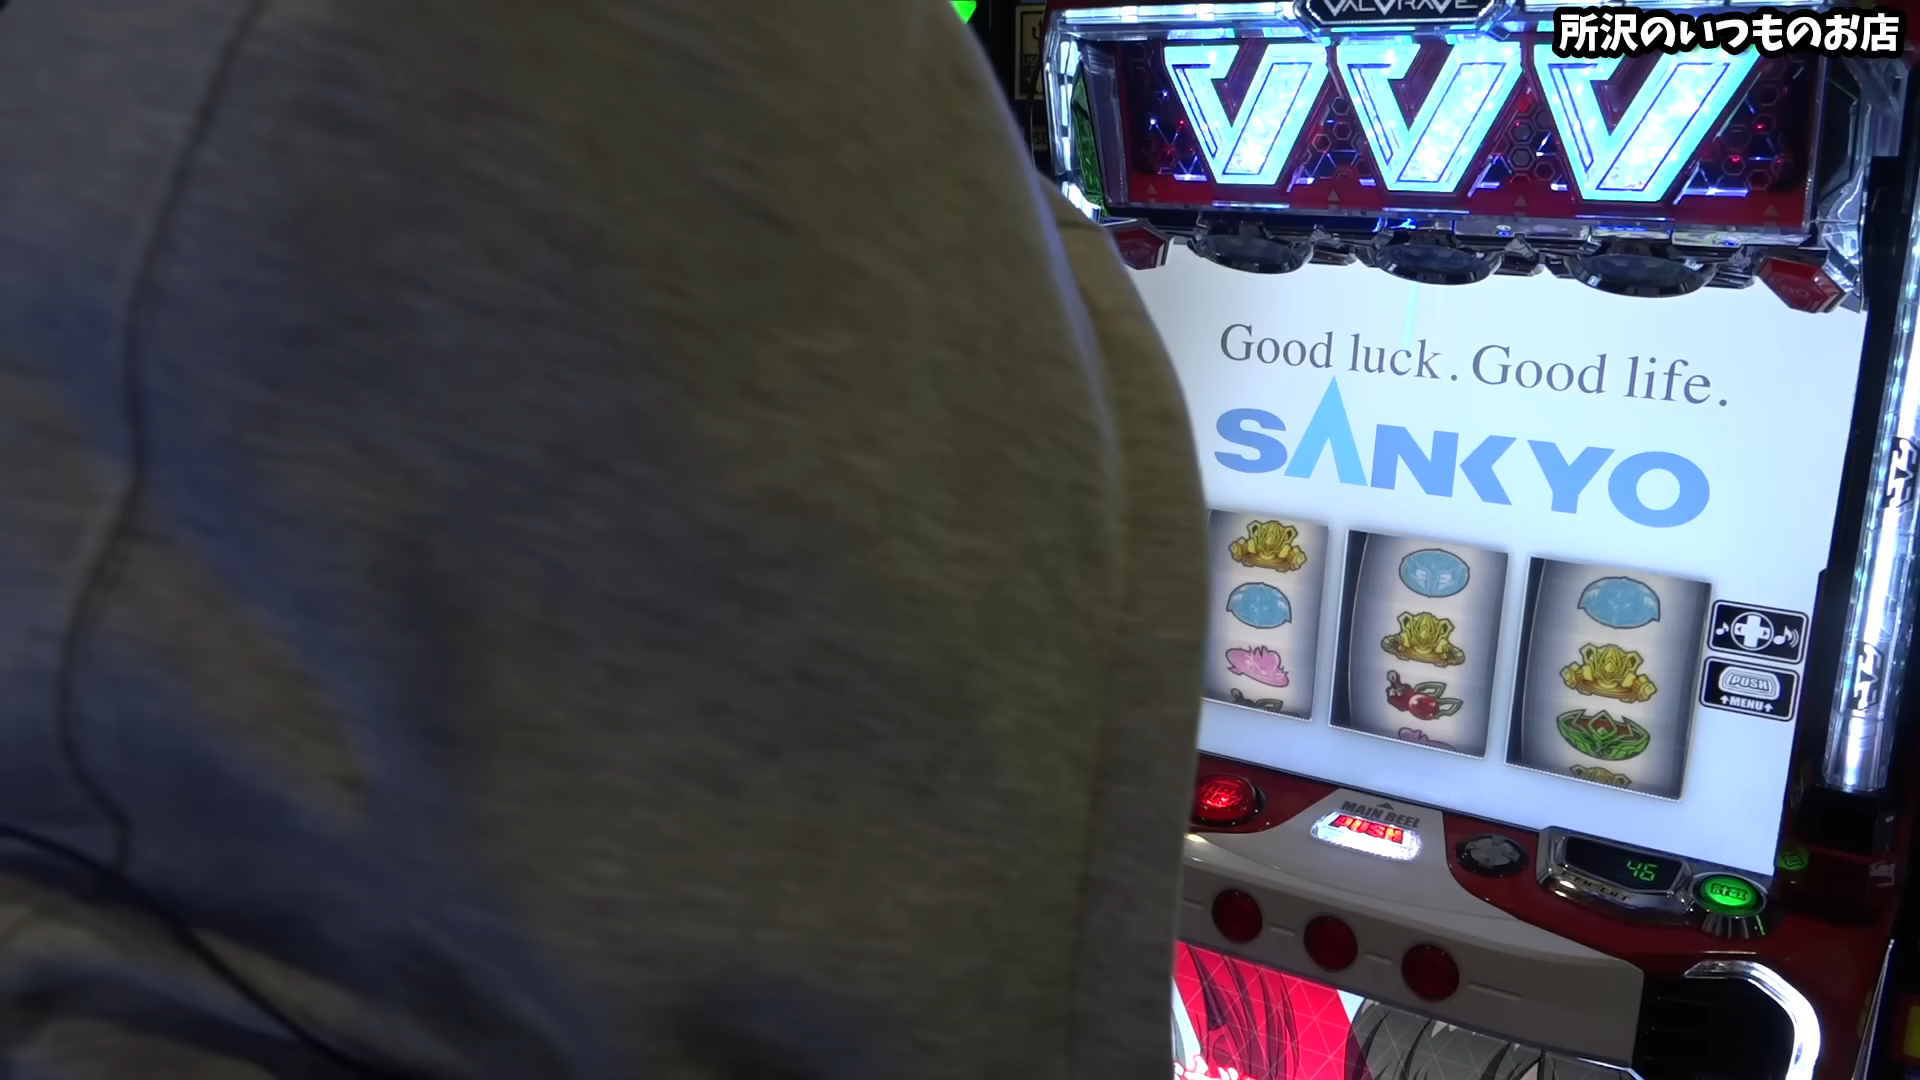 VALVRAVE
所沢のいつものお店
VVV
Good luck. Good life.
SANKYO
PUSH
↑MENU↑
MAIN REEL
PUSH
46